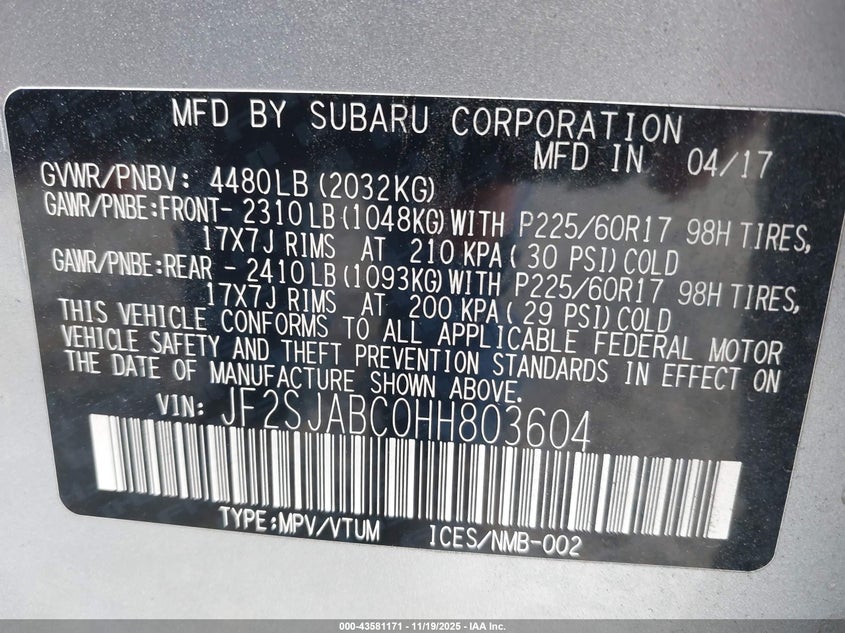 MFD BY SUBARU CORPORATION
MFD IN 04/17
GVWR/PNBV: 4480LB (2032KG)
GAWR/PNBE:FRONT- 2310LB (1048KG) WITH P225/60R17 98H TIRES,
17X7J RIMS AT 210 KPA ( 30 PSI) COLD
GAWR/PNBE:REAR - 2410LB (1093KG) WITH P225/60R17 98H TIRES,
17X7J RIMS AT 200 KPA ( 29 PSI) COLD
THIS VEHICLE CONFORMS TO ALL APPLICABLE FEDERAL MOTOR
VEHICLE SAFETY AND THEFT PREVENTION STANDARDS IN EFFECT ON
THE DATE OF MANUFACTURE SHOWN ABOVE.
VIN: JF2SJABC0HH803604
TYPE:MPV/VTUM ICES/NMB-002
000-43581171 - 11/19/2025 - IAA Inc.